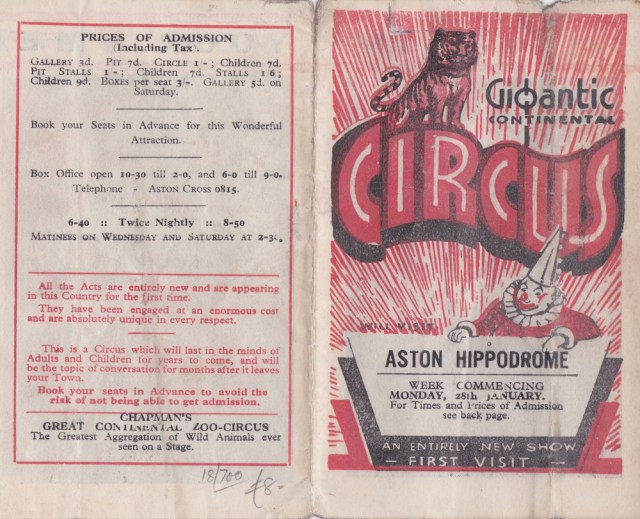 PRICES OF ADMISSION
(Including Tax).
GALLERY 3d. PIT 7d. CIRCLE 1/-; CHILDREN 7d.
PIT STALLS 1/-; Children 7d. STALLS 1/6;
Children 9d. BOXES per seat 3/-. GALLERY 5d. on
Saturday.
Book your Seats in Advance for this Wonderful
Attraction.
Box Office open 10-30 till 2-0, and 6-0 till 9-0.
Telephone - ASTON CROSS 0815.
6-40 :: Twice Nightly :: 8-50
MATINEES ON WEDNESDAY AND SATURDAY AT 2-30.
All the Acts are entirely new and are appearing
in this Country for the first time.
They have been engaged at an enormous cost
and are absolutely unique in every respect.
This is a Circus which will last in the minds of
Adults and Children for years to come, and will
be the topic of conversation for months after it leaves
your Town.
Book your seats in Advance to avoid the
risk of not being able to get admission.
CHAPMAN'S
GREAT CONTINENTAL ZOO-CIRCUS
The Greatest Aggregation of Wild Animals ever
seen on a Stage.
18/700 £8-
Gigantic
CONTINENTAL
CIRCUS
WILL VISIT
ASTON HIPPODROME
WEEK COMMENCING
MONDAY, 28th JANUARY.
For Times and Prices of Admission
see back page.
AN ENTIRELY NEW SHOW
- FIRST VISIT -